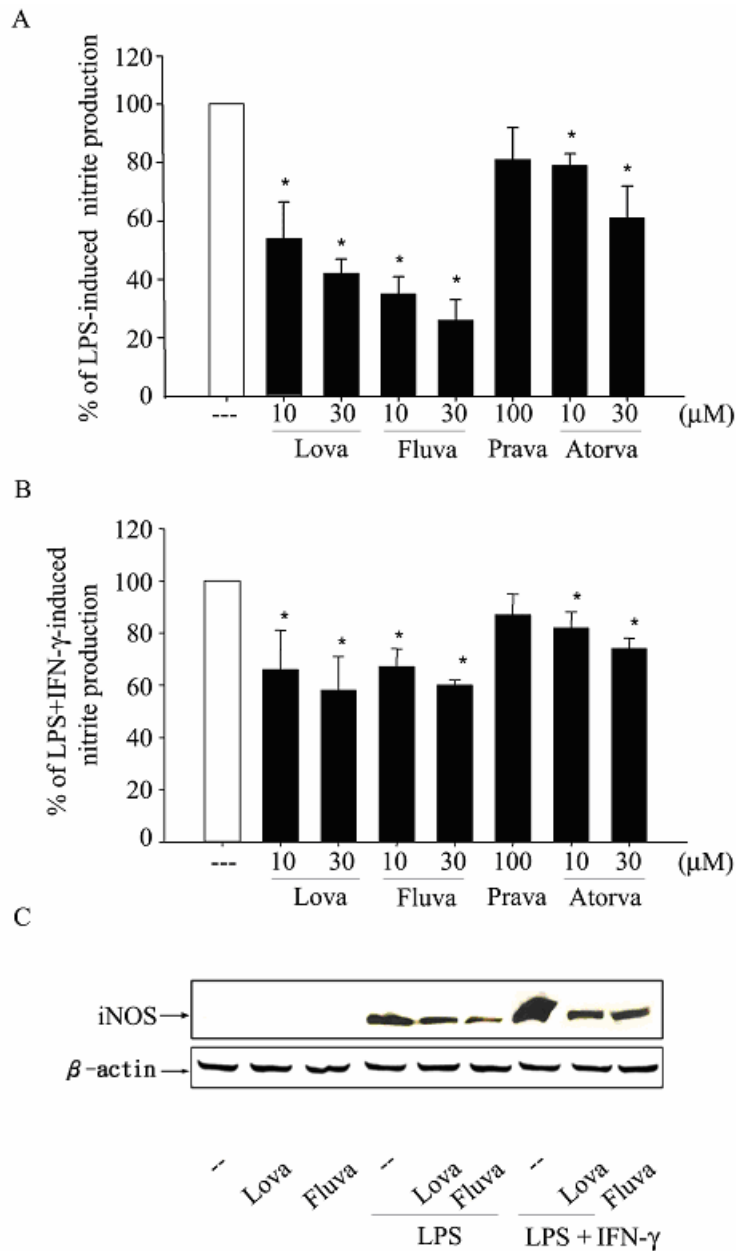 A
% of LPS-induced nitrite production
120
100
80
60
40
20
0
* * * * * *
--- 10 30 10 30 100 10 30 (μM)
Lova Fluva Prava Atorva
B
% of LPS+IFN-γ-induced
nitrite production
120
100
80
60
40
20
0
* * * * * *
--- 10 30 10 30 100 10 30 (μM)
Lova Fluva Prava Atorva
C
iNOS
β-actin
-- Lova Fluva -- Lova Fluva -- Lova Fluva
LPS LPS + IFN-γ